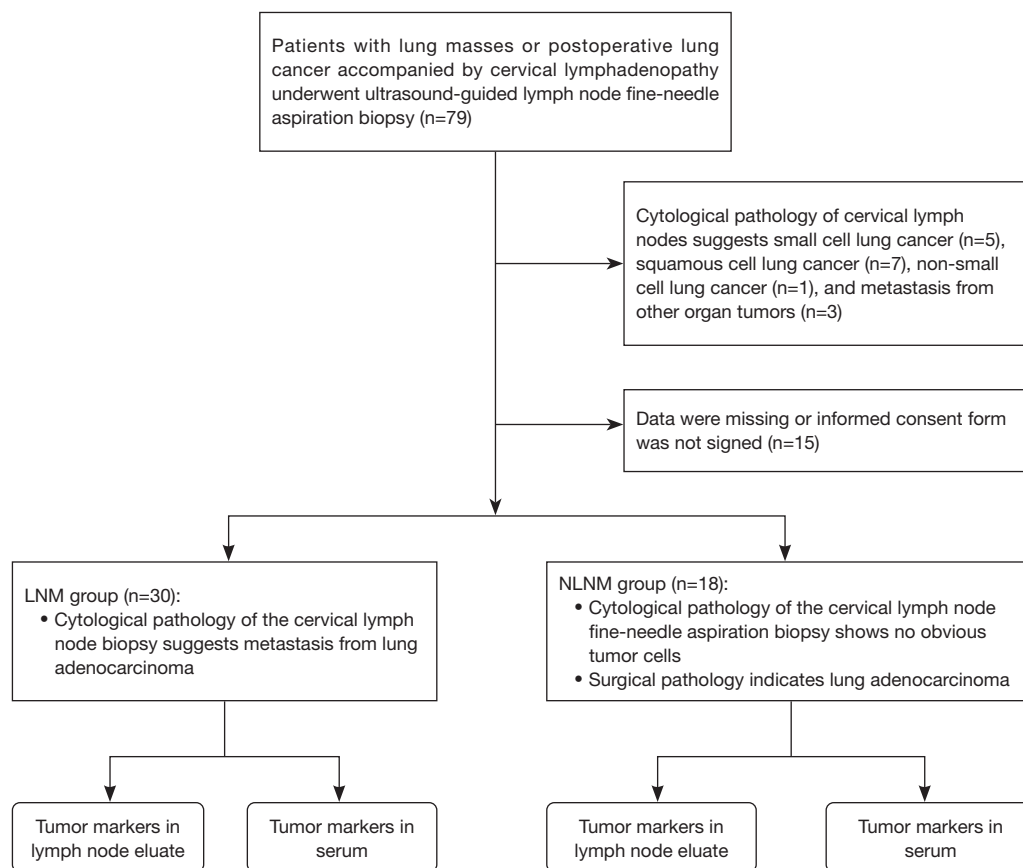 Patients with lung masses or postoperative lung
cancer accompanied by cervical lymphadenopathy
underwent ultrasound-guided lymph node fine-needle
aspiration biopsy (n=79)
Cytological pathology of cervical lymph
nodes suggests small cell lung cancer (n=5),
squamous cell lung cancer (n=7), non-small
cell lung cancer (n=1), and metastasis from
other organ tumors (n=3)
Data were missing or informed consent form
was not signed (n=15)
LNM group (n=30):
• Cytological pathology of the cervical lymph
node biopsy suggests metastasis from lung
adenocarcinoma
NLNM group (n=18):
• Cytological pathology of the cervical lymph node
fine-needle aspiration biopsy shows no obvious
tumor cells
• Surgical pathology indicates lung adenocarcinoma
Tumor markers in
lymph node eluate
Tumor markers in
serum
Tumor markers in
lymph node eluate
Tumor markers in
serum